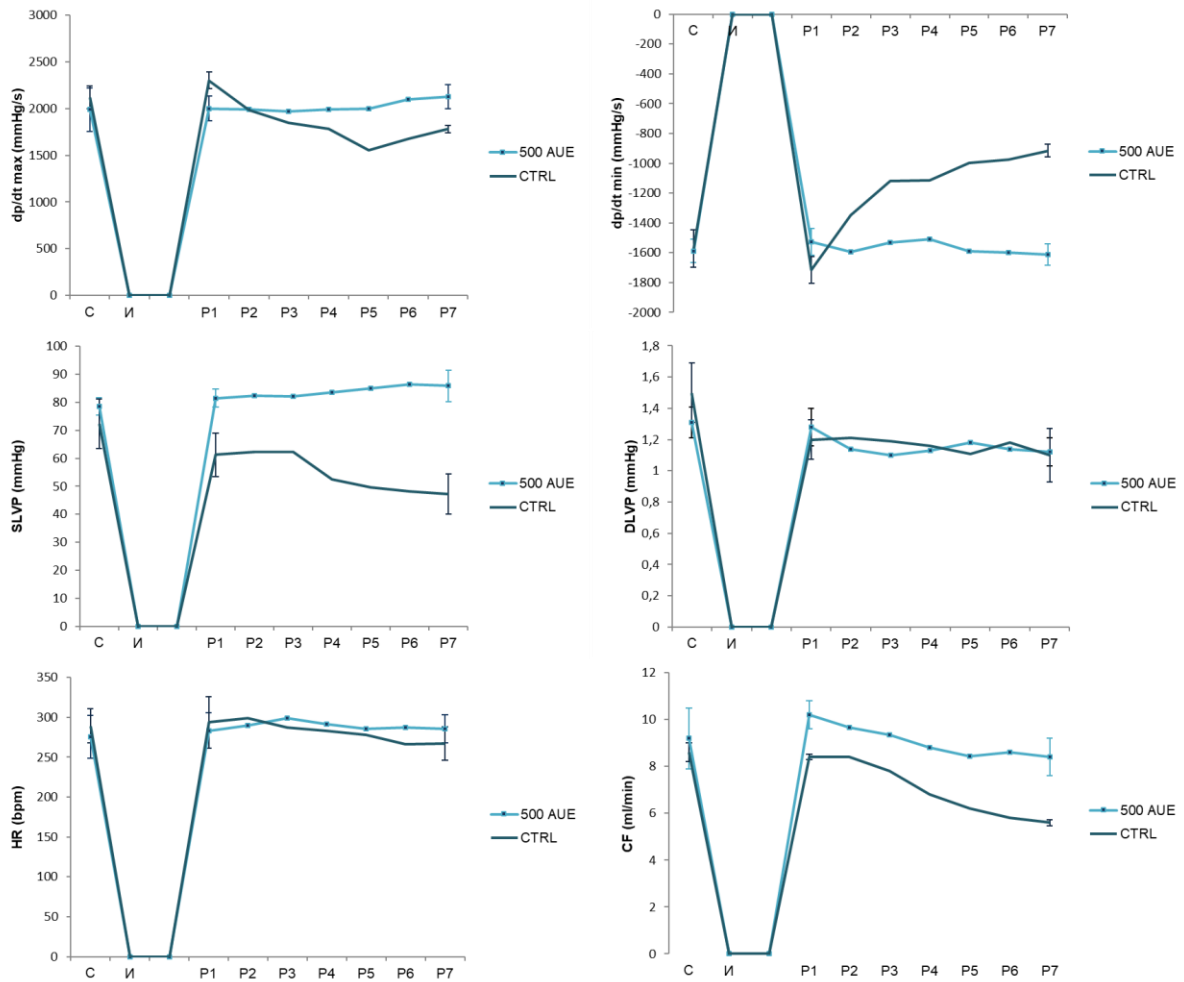 dp/dt max (mmHg/s)
3000
2500
2000
1500
1000
500
0
С И P1 P2 P3 P4 P5 P6 P7
500 AUE
CTRL
dp/dt min (mmHg/s)
0
-200
-400
-600
-800
-1000
-1200
-1400
-1600
-1800
-2000
С И P1 P2 P3 P4 P5 P6 P7
500 AUE
CTRL
SLVP (mmHg)
100
90
80
70
60
50
40
30
20
10
0
С И P1 P2 P3 P4 P5 P6 P7
500 AUE
CTRL
DLVP (mmHg)
1,8
1,6
1,4
1,2
1
0,8
0,6
0,4
0,2
0
С И P1 P2 P3 P4 P5 P6 P7
500 AUE
CTRL
HR (bpm)
350
300
250
200
150
100
50
0
С И P1 P2 P3 P4 P5 P6 P7
500 AUE
CTRL
CF (ml/min)
12
10
8
6
4
2
0
С И P1 P2 P3 P4 P5 P6 P7
500 AUE
CTRL